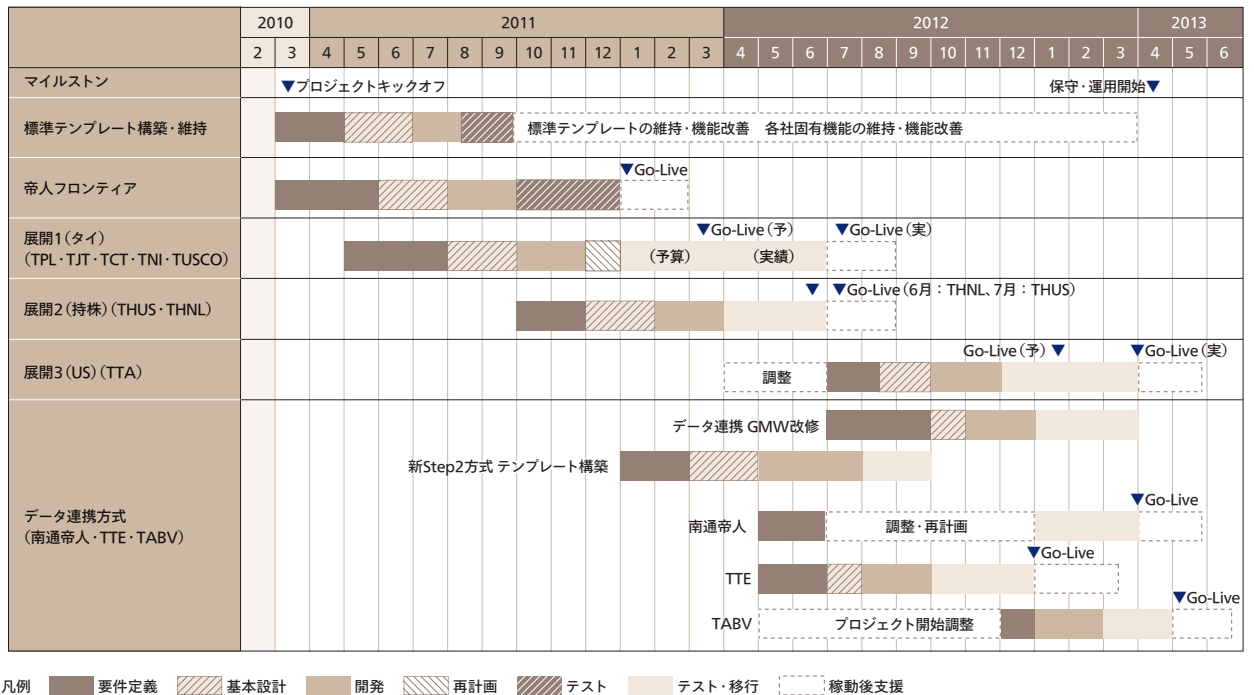 2010 2011 2012 2013
2 3 4 5 6 7 8 9 10 11 12 1 2 3 4 5 6 7 8 9 10 11 12 1 2 3 4 5 6
マイルストン ▼プロジェクトキックオフ 保守・運用開始▼
標準テンプレート構築・維持 標準テンプレートの維持・機能改善 各社固有機能の維持・機能改善
▼Go-Live
帝人フロンティア
展開1(タイ) ▼Go-Live(予) ▼Go-Live(実)
(TPL・TJT・TCT・TNI・TUSCO) (予算) (実績)
▼ ▼Go-Live(6月:THNL、7月:THUS)
展開2(持株)(THUS・THNL)
Go-Live(予)▼ ▼Go-Live(実)
展開3(US)(TTA) 調整
データ連携 GMW改修
新Step2方式 テンプレート構築
▼Go-Live
データ連携方式
(南通帝人・TTE・TABV)
南通帝人 調整・再計画
▼Go-Live
TTE
▼Go-Live
TABV プロジェクト開始調整
凡例 要件定義 基本設計 開発 再計画 テスト テスト・移行 稼動後支援